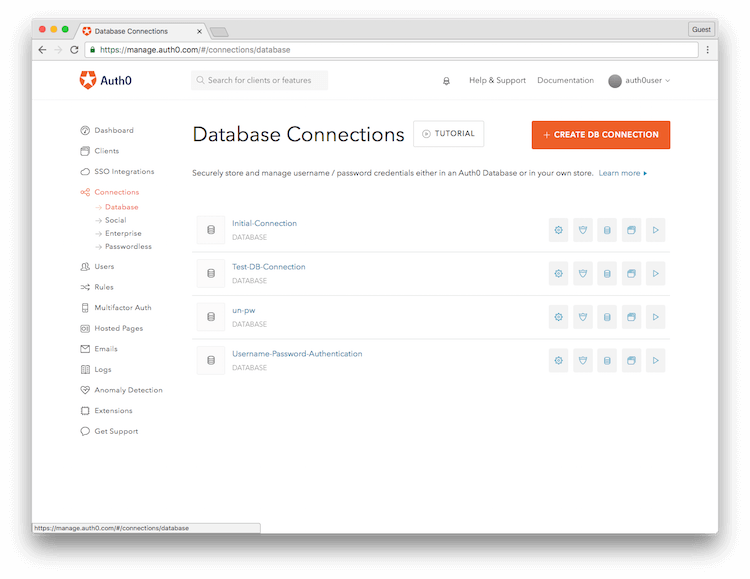 Database Connections
Guest
https://manage.auth0.com/#/connections/database
Auth0
Search for clients or features
Help & Support
Documentation
auth0user
Dashboard
Clients
SSO Integrations
Connections
Database
Social
Enterprise
Passwordless
Users
Rules
Multifactor Auth
Hosted Pages
Emails
Logs
Anomaly Detection
Extensions
Get Support
Database Connections
TUTORIAL
+ CREATE DB CONNECTION
Securely store and manage username / password credentials either in an Auth0 Database or in your own store. Learn more
Initial-Connection
DATABASE
Test-DB-Connection
DATABASE
un-pw
DATABASE
Username-Password-Authentication
DATABASE
https://manage.auth0.com/#/connections/database